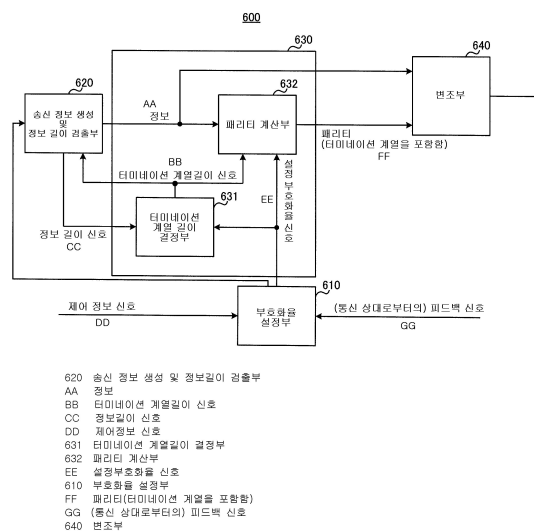 600
630
640
620
632
송신 정보 생성
및
정보 길이 검출부
AA
정보
패리티 계산부
변조부
패리티
(터미네이션 계열을 포함함)
FF
BB
터미네이션 계열길이 신호
631
EE
설정 부호화율 신호
터미네이션
계열 길이
결정부
정보 길이 신호
CC
610
제어 정보 신호
DD
부호화율
설정부
(통신 상대로부터의) 피드백 신호
GG
620 송신 정보 생성 및 정보길이 검출부
AA 정보
BB 터미네이션 계열길이 신호
CC 정보길이 신호
DD 제어정보 신호
631 터미네이션 계열길이 결정부
632 패리티 계산부
EE 설정부호화율 신호
610 부호화율 설정부
FF 패리티(터미네이션 계열을 포함함)
GG (통신 상대로부터의) 피드백 신호
640 변조부